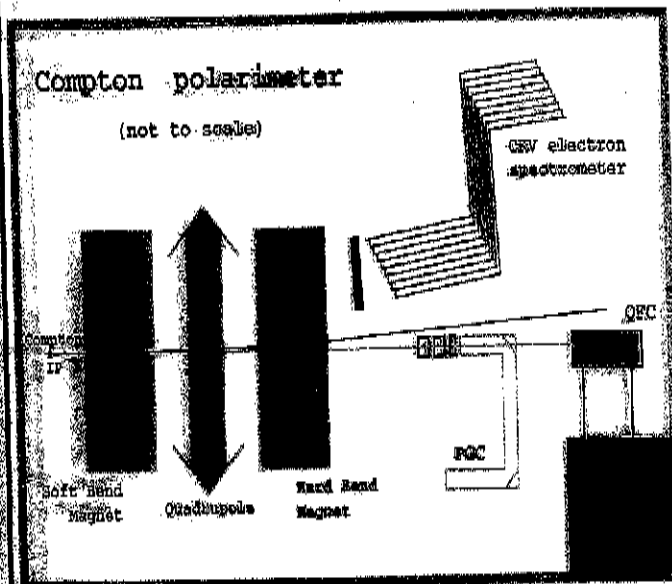 Compton polarimeter
(not to scale)
CKV electron
spectrometer
QFC
Compton
IP
PGC
Soft Bend
Magnet
Quadrupole
Hard Bend
Magnet